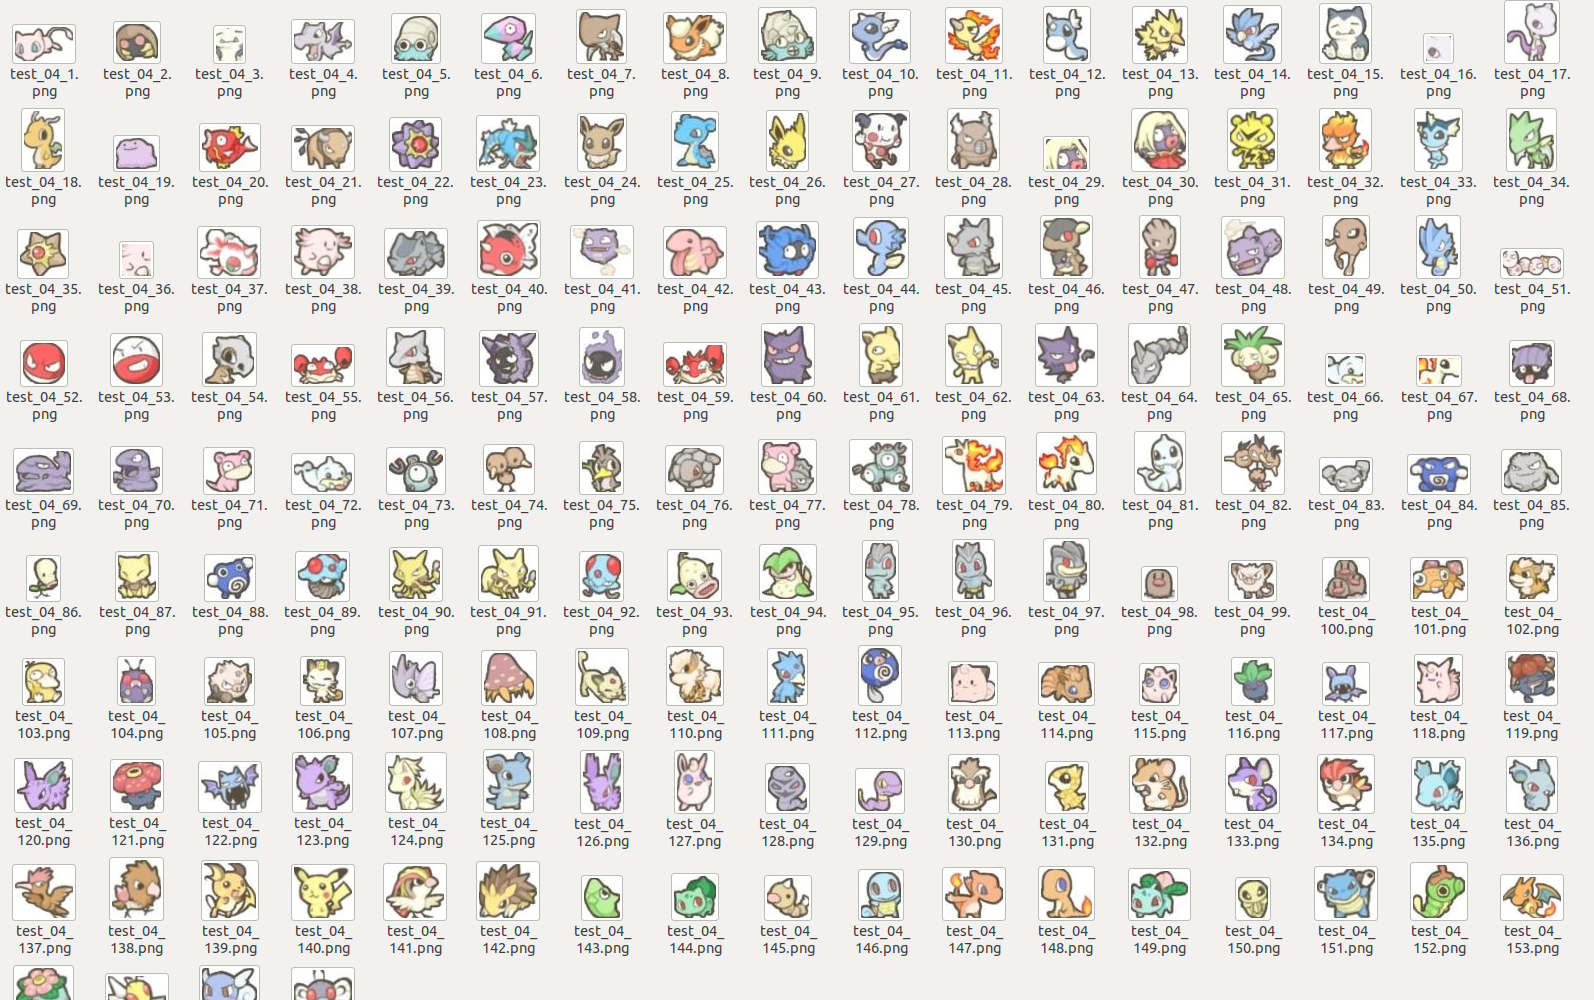 test_04_1. test_04_2. test_04_3. test_04_4. test_04_5. test_04_6. test_04_7. test_04_8. test_04_9. test_04_10. test_04_11. test_04_12. test_04_13. test_04_14. test_04_15. test_04_16. test_04_17.
png png png png png png png png png png png png png png png png png
test_04_18. test_04_19. test_04_20. test_04_21. test_04_22. test_04_23. test_04_24. test_04_25. test_04_26. test_04_27. test_04_28. test_04_29. test_04_30. test_04_31. test_04_32. test_04_33. test_04_34.
png png png png png png png png png png png png png png png png png
test_04_35. test_04_36. test_04_37. test_04_38. test_04_39. test_04_40. test_04_41. test_04_42. test_04_43. test_04_44. test_04_45. test_04_46. test_04_47. test_04_48. test_04_49. test_04_50. test_04_51.
png png png png png png png png png png png png png png png png png
test_04_52. test_04_53. test_04_54. test_04_55. test_04_56. test_04_57. test_04_58. test_04_59. test_04_60. test_04_61. test_04_62. test_04_63. test_04_64. test_04_65. test_04_66. test_04_67. test_04_68.
png png png png png png png png png png png png png png png png png
test_04_69. test_04_70. test_04_71. test_04_72. test_04_73. test_04_74. test_04_75. test_04_76. test_04_77. test_04_78. test_04_79. test_04_80. test_04_81. test_04_82. test_04_83. test_04_84. test_04_85.
png png png png png png png png png png png png png png png png png
test_04_86. test_04_87. test_04_88. test_04_89. test_04_90. test_04_91. test_04_92. test_04_93. test_04_94. test_04_95. test_04_96. test_04_97. test_04_98. test_04_99. test_04_ test_04_ test_04_
png png png png png png png png png png png png png png 100.png 101.png 102.png
test_04_ test_04_ test_04_ test_04_ test_04_ test_04_ test_04_ test_04_ test_04_ test_04_ test_04_ test_04_ test_04_ test_04_ test_04_ test_04_ test_04_
103.png 104.png 105.png 106.png 107.png 108.png 109.png 110.png 111.png 112.png 113.png 114.png 115.png 116.png 117.png 118.png 119.png
test_04_ test_04_ test_04_ test_04_ test_04_ test_04_ test_04_ test_04_ test_04_ test_04_ test_04_ test_04_ test_04_ test_04_ test_04_ test_04_ test_04_
120.png 121.png 122.png 123.png 124.png 125.png 126.png 127.png 128.png 129.png 130.png 131.png 132.png 133.png 134.png 135.png 136.png
test_04_ test_04_ test_04_ test_04_ test_04_ test_04_ test_04_ test_04_ test_04_ test_04_ test_04_ test_04_ test_04_ test_04_ test_04_ test_04_ test_04_
137.png 138.png 139.png 140.png 141.png 142.png 143.png 144.png 145.png 146.png 147.png 148.png 149.png 150.png 151.png 152.png 153.png